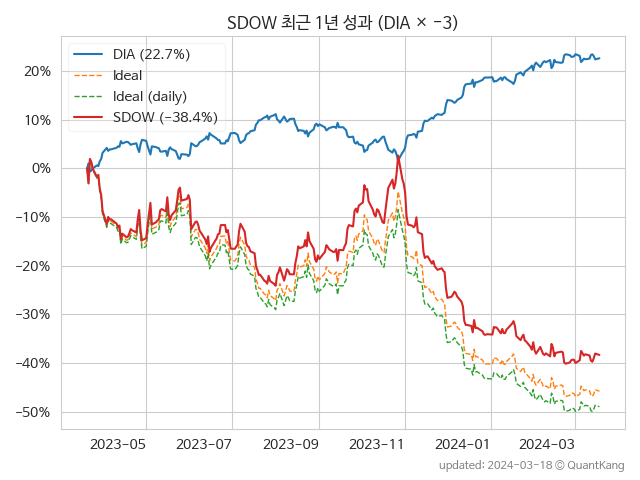 SDOW 최근 1년 성과 (DIA × −3)
DIA (22.7%)
Ideal
Ideal (daily)
SDOW (−38.4%)
20%
10%
0%
−10%
−20%
−30%
−40%
−50%
2023-05
2023-07
2023-09
2023-11
2024-01
2024-03
updated: 2024-03-18 © QuantKang